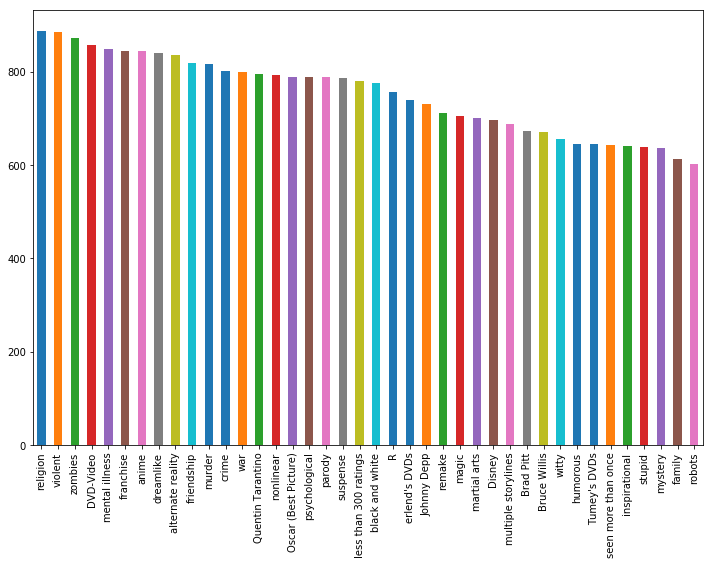 800
600
400
200
0
religion
violent
zombies
DVD-Video
mental illness
franchise
anime
dreamlike
alternate reality
friendship
murder
crime
war
Quentin Tarantino
nonlinear
Oscar (Best Picture)
psychological
parody
suspense
less than 300 ratings
black and white
R
erlend's DVDs
Johnny Depp
remake
magic
martial arts
Disney
multiple storylines
Brad Pitt
Bruce Willis
witty
humorous
Tumey's DVDs
seen more than once
inspirational
stupid
mystery
family
robots